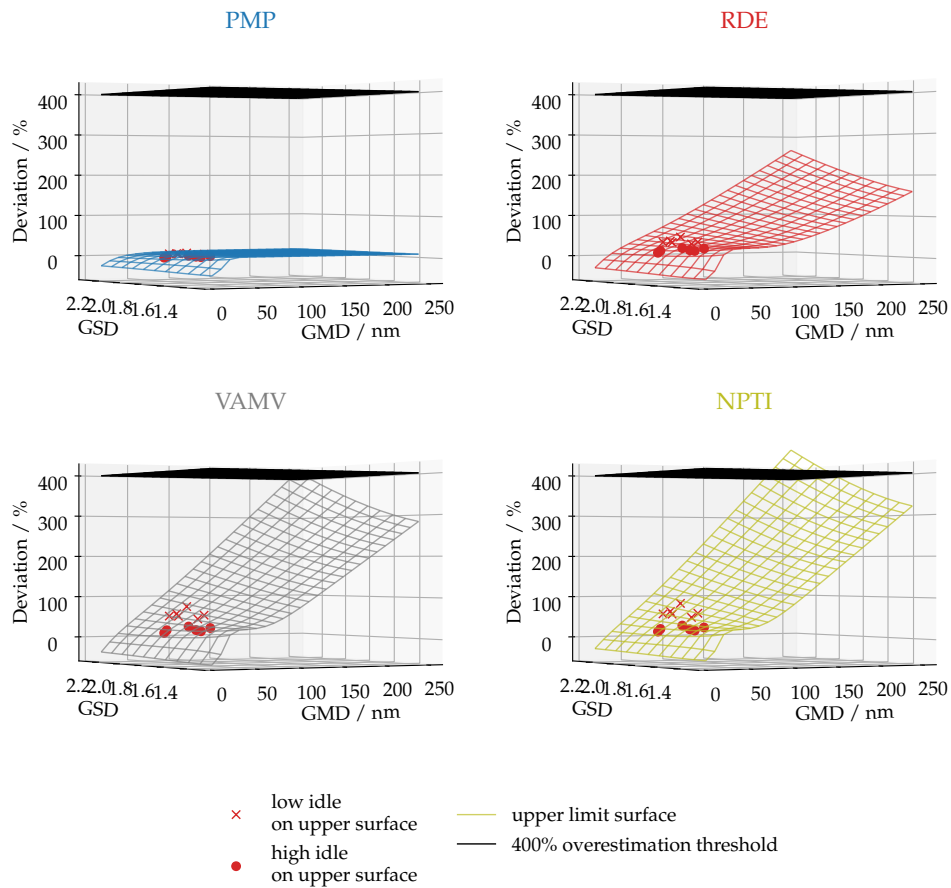 PMP
RDE
400
300
200
100
0
Deviation / %
2.2
2.0
1.8
1.6
1.4
GSD
0
50
100
150
200
250
GMD / nm
400
300
200
100
0
Deviation / %
2.2
2.0
1.8
1.6
1.4
GSD
0
50
100
150
200
250
GMD / nm
VAMV
NPTI
400
300
200
100
0
Deviation / %
2.2
2.0
1.8
1.6
1.4
GSD
0
50
100
150
200
250
GMD / nm
400
300
200
100
0
Deviation / %
2.2
2.0
1.8
1.6
1.4
GSD
0
50
100
150
200
250
GMD / nm
low idle
on upper surface
high idle
on upper surface
upper limit surface
400% overestimation threshold